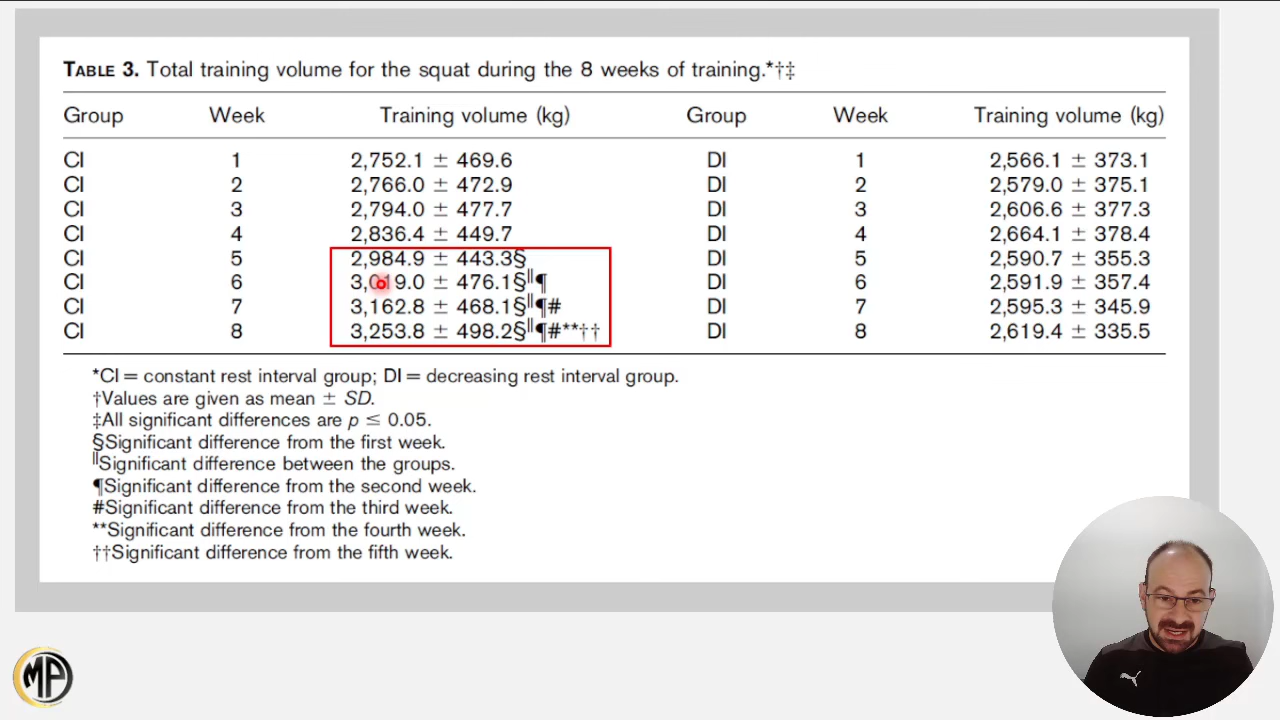 TABLE 3. Total training volume for the squat during the 8 weeks of training.*†‡
Group Week Training volume (kg) Group Week Training volume (kg)
CI 1 2,752.1 ± 469.6 DI 1 2,566.1 ± 373.1
CI 2 2,766.0 ± 472.9 DI 2 2,579.0 ± 375.1
CI 3 2,794.0 ± 477.7 DI 3 2,606.6 ± 377.3
CI 4 2,836.4 ± 449.7 DI 4 2,664.1 ± 378.4
CI 5 2,984.9 ± 443.3§ DI 5 2,590.7 ± 355.3
CI 6 3,019.0 ± 476.1§‖¶ DI 6 2,591.9 ± 357.4
CI 7 3,162.8 ± 468.1§‖¶# DI 7 2,595.3 ± 345.9
CI 8 3,253.8 ± 498.2§‖¶#**†† DI 8 2,619.4 ± 335.5
*CI = constant rest interval group; DI = decreasing rest interval group.
†Values are given as mean ± SD.
‡All significant differences are p ≤ 0.05.
§Significant difference from the first week.
‖Significant difference between the groups.
¶Significant difference from the second week.
#Significant difference from the third week.
**Significant difference from the fourth week.
††Significant difference from the fifth week.
MP